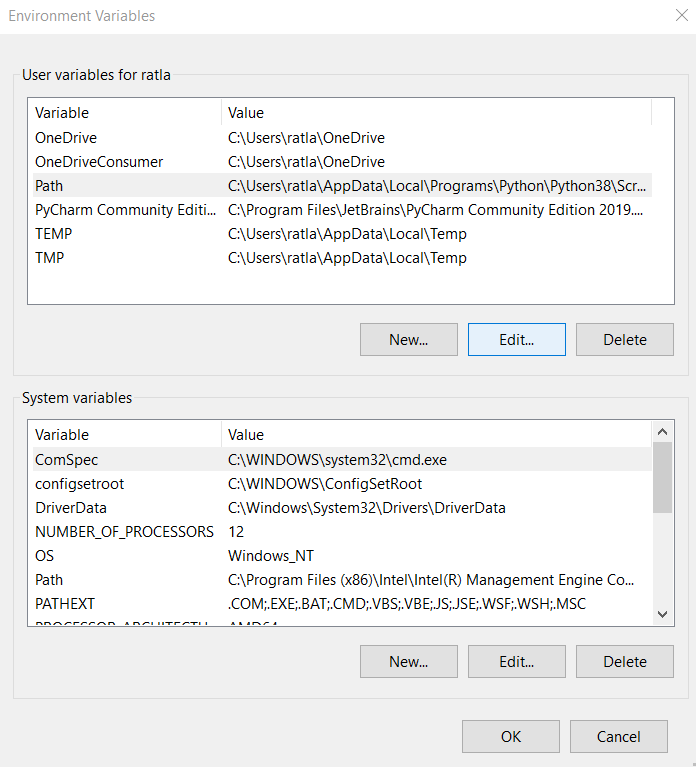 Environment Variables
User variables for ratla
Variable Value
OneDrive C:\Users\ratla\OneDrive
OneDriveConsumer C:\Users\ratla\OneDrive
Path C:\Users\ratla\AppData\Local\Programs\Python\Python38\Scr...
PyCharm Community Editi... C:\Program Files\JetBrains\PyCharm Community Edition 2019....
TEMP C:\Users\ratla\AppData\Local\Temp
TMP C:\Users\ratla\AppData\Local\Temp
New... Edit... Delete
System variables
Variable Value
ComSpec C:\WINDOWS\system32\cmd.exe
configsetroot C:\WINDOWS\ConfigSetRoot
DriverData C:\Windows\System32\Drivers\DriverData
NUMBER_OF_PROCESSORS 12
OS Windows_NT
Path C:\Program Files (x86)\Intel\Intel(R) Management Engine Co...
PATHEXT .COM;.EXE;.BAT;.CMD;.VBS;.VBE;.JS;.JSE;.WSF;.WSH;.MSC
PROCESSOR_ARCHITECTU AMD64
New... Edit... Delete
OK Cancel